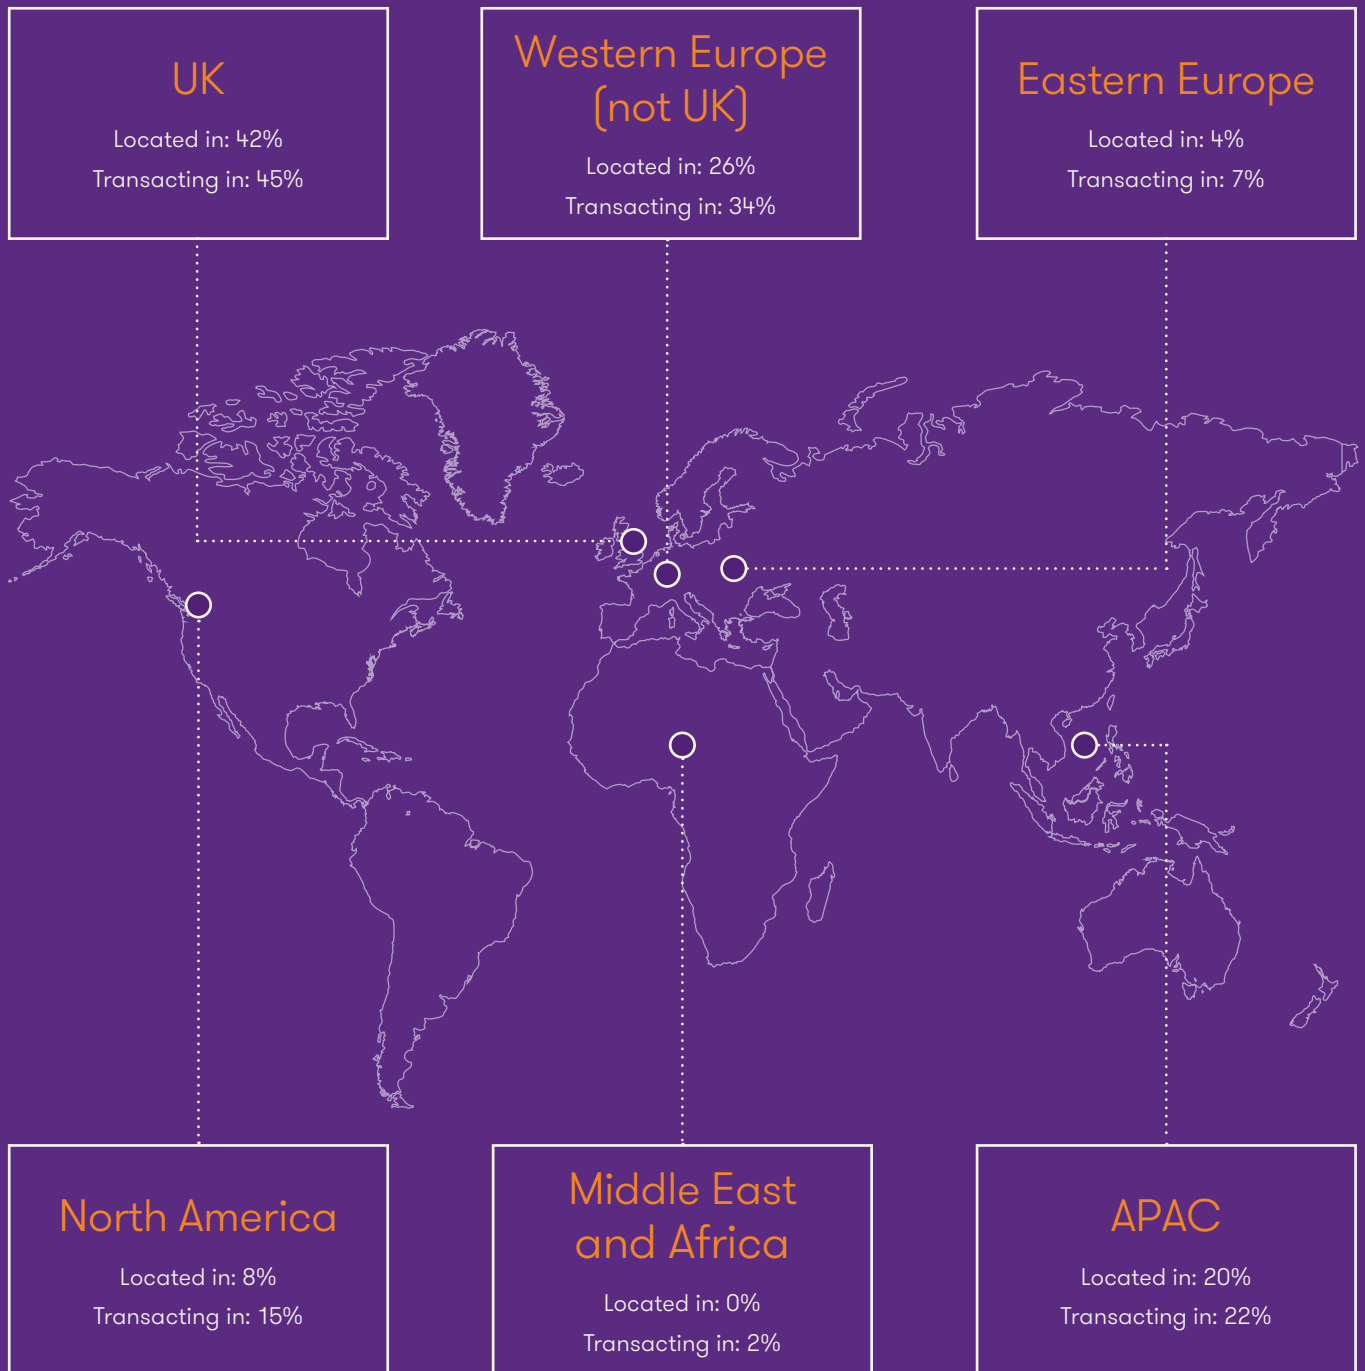 UK
Located in: 42%
Transacting in: 45%
Western Europe
(not UK)
Located in: 26%
Transacting in: 34%
Eastern Europe
Located in: 4%
Transacting in: 7%
North America
Located in: 8%
Transacting in: 15%
Middle East
and Africa
Located in: 0%
Transacting in: 2%
APAC
Located in: 20%
Transacting in: 22%